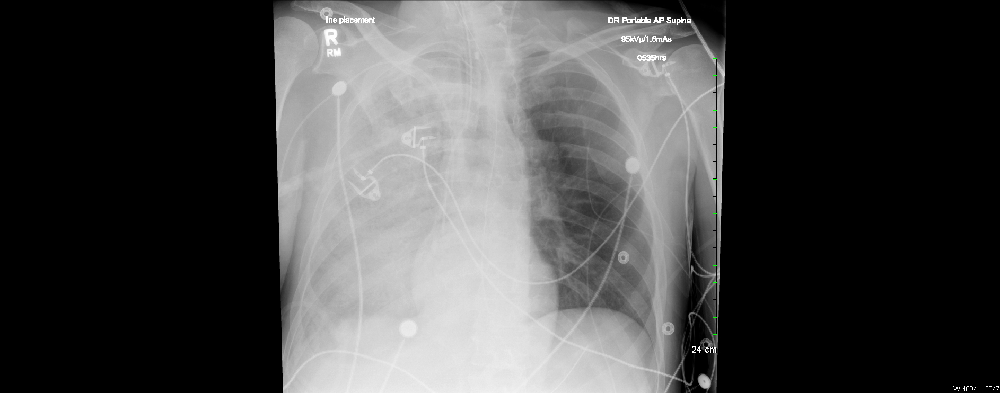 line placement
R
RM
DR Portable AP Supine
95kVp/1.6mAs
0535hrs
24 cm
W:4094 L:2047